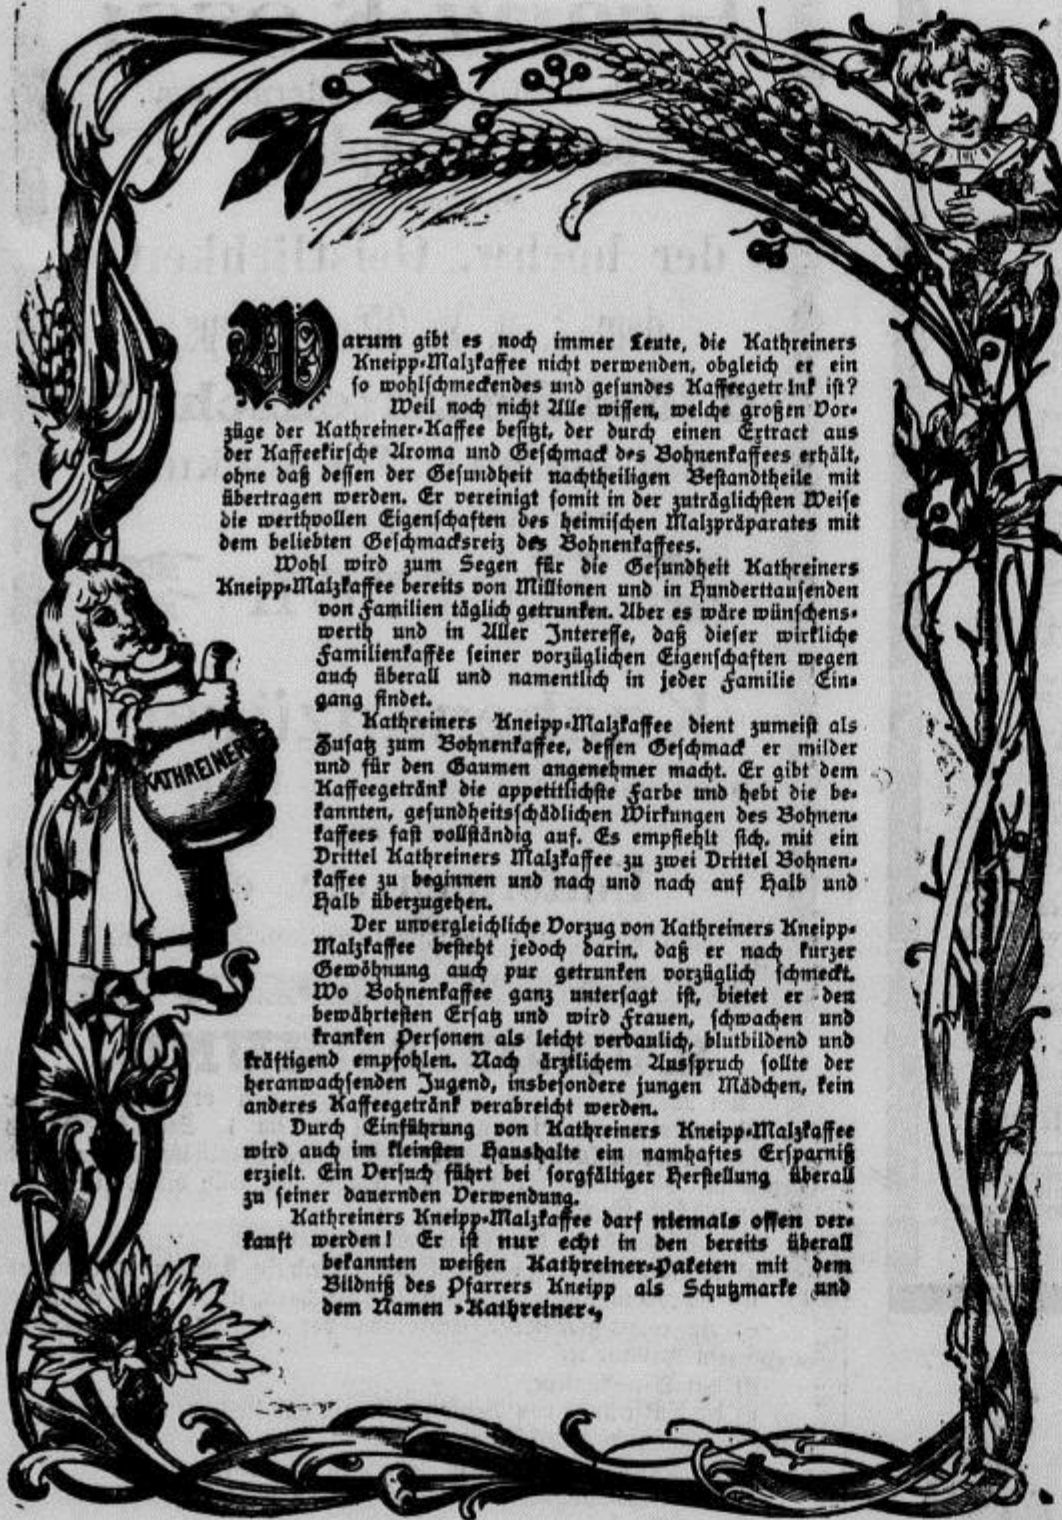 Warum gibt es noch immer Leute, die Kathreiners
Kneipp-Malzkaffee nicht verwenden, obgleich er ein
so wohlschmeckendes und gesundes Kaffeegetränk ist?
Weil noch nicht Alle wissen, welche großen Vor-
züge der Kathreiner-Kaffee besitzt, der durch einen Extract aus
der Kaffeekirsche Aroma und Geschmack des Bohnenkaffees erhält,
ohne daß dessen der Gesundheit nachtheiligen Bestandtheile mit
übertragen werden. Er vereinigt somit in der zuträglichsten Weise
die werthvollen Eigenschaften des heimischen Malzpräparates mit
dem beliebten Geschmacksreiz des Bohnenkaffees.
Wohl wird zum Segen für die Gesundheit Kathreiners
Kneipp-Malzkaffee bereits von Millionen und in Hunderttausenden
von Familien täglich getrunken. Aber es wäre wünschens-
werth und in Aller Interesse, daß dieser wirkliche
Familienkaffee seiner vorzüglichen Eigenschaften wegen
auch überall und namentlich in jeder Familie Ein-
gang findet.
Kathreiners Kneipp-Malzkaffee dient zumeist als
Zusatz zum Bohnenkaffee, dessen Geschmack er milder
und für den Gaumen angenehmer macht. Er gibt dem
Kaffeegetränk die appetitlichste Farbe und hebt die be-
kannten, gesundheitsschädlichen Wirkungen des Bohnen-
kaffees fast vollständig auf. Es empfiehlt sich, mit ein
Drittel Kathreiners Malzkaffee zu zwei Drittel Bohnen-
kaffee zu beginnen und nach und nach auf Halb und
Halb überzugehen.
Der unvergleichliche Vorzug von Kathreiners Kneipp-
Malzkaffee besteht jedoch darin, daß er nach kurzer
Gewöhnung auch pur getrunken vorzüglich schmeckt.
Wo Bohnenkaffee ganz untersagt ist, bietet er den
bewährtesten Ersatz und wird Frauen, schwachen und
kranken Personen als leicht verdaulich, blutbildend und
kräftigend empfohlen. Nach ärztlichem Ausspruch sollte der
heranwachsenden Jugend, insbesondere jungen Mädchen, kein
anderes Kaffeegetränk verabreicht werden.
Durch Einführung von Kathreiners Kneipp-Malzkaffee
wird auch im kleinsten Haushalte ein namhaftes Ersparniß
erzielt. Ein Versuch führt bei sorgfältiger Herstellung überall
zu seiner dauernden Verwendung.
Kathreiners Kneipp-Malzkaffee darf niemals offen ver-
kauft werden! Er ist nur echt in den bereits überall
bekannten weißen Kathreiner-Paketen mit dem
Bildniß des Pfarrers Kneipp als Schutzmarke und
dem Namen »Kathreiner«,
KATHREINER